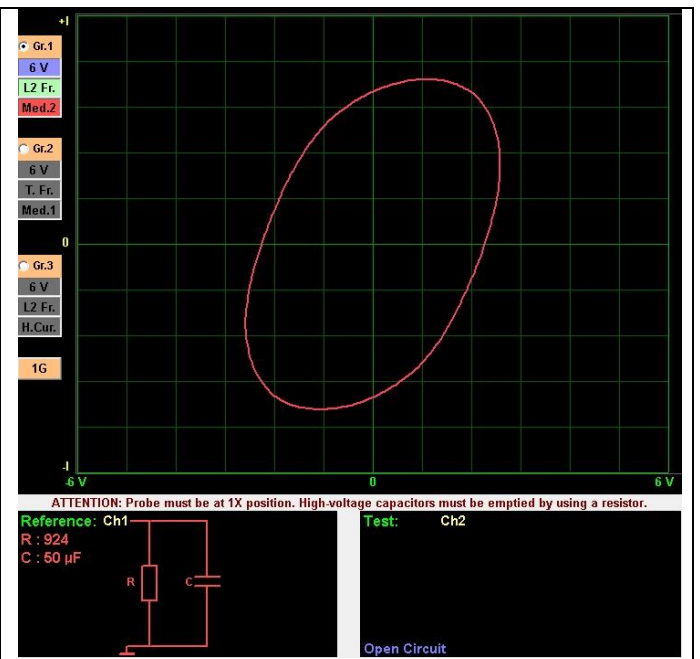 +I
Gr.1
6 V
L2 Fr.
Med.2
Gr.2
6 V
T. Fr.
Med.1
0
Gr.3
6 V
L2 Fr.
H.Cur.
1G
-I
-6 V 0 6 V
ATTENTION: Probe must be at 1X position. High-voltage capacitors must be emptied by using a resistor.
Reference: Ch1
R : 924
C : 50 µF
R C
Test: Ch2
Open Circuit